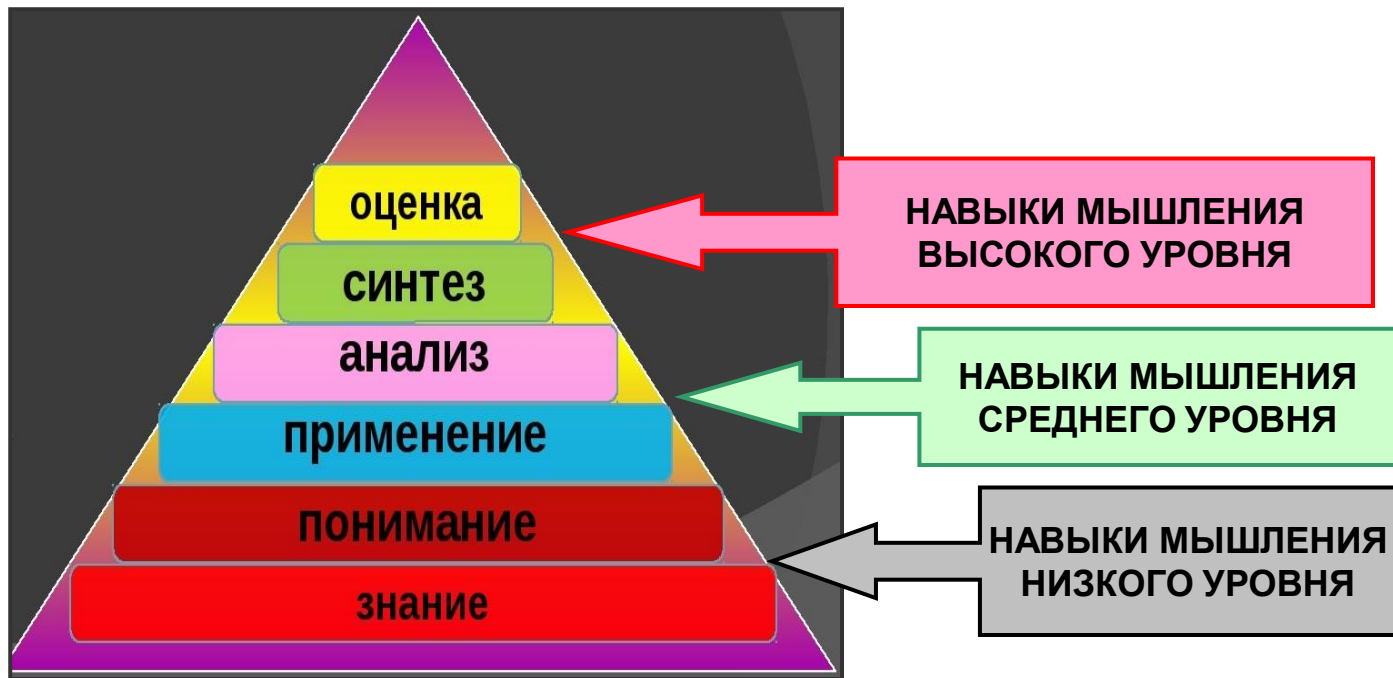 оценка
синтез
анализ
применение
понимание
знание
НАВЫКИ МЫШЛЕНИЯ
ВЫСОКОГО УРОВНЯ
НАВЫКИ МЫШЛЕНИЯ
СРЕДНЕГО УРОВНЯ
НАВЫКИ МЫШЛЕНИЯ
НИЗКОГО УРОВНЯ